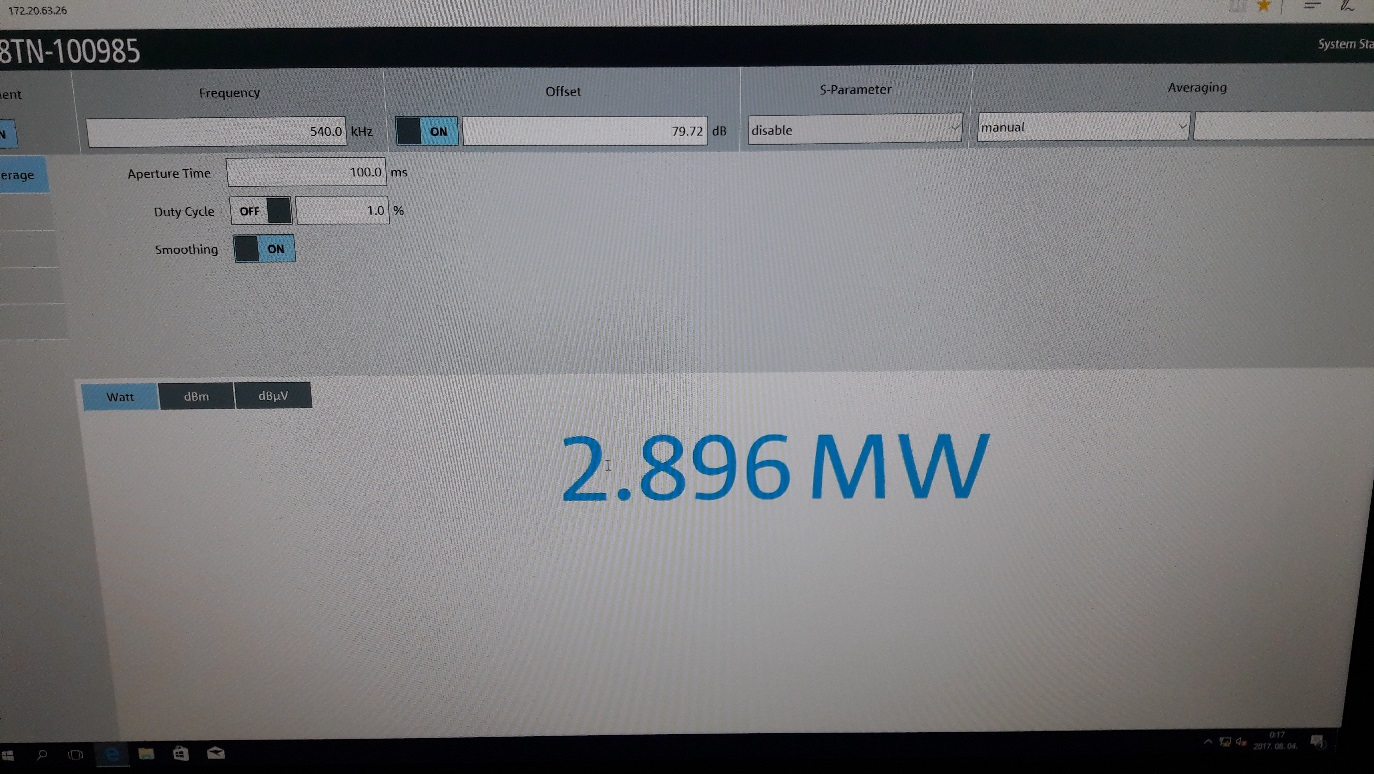 172.20.63.26
8TN-100985
System Sta
ent
Frequency
Offset
S-Parameter
Averaging
N
540.0 kHz
ON
79.72 dB
disable
manual
erage
Aperture Time 100.0 ms
Duty Cycle OFF 1.0 %
Smoothing ON
Watt dBm dBµV
2.896 MW
0:17
2017. 08. 04.